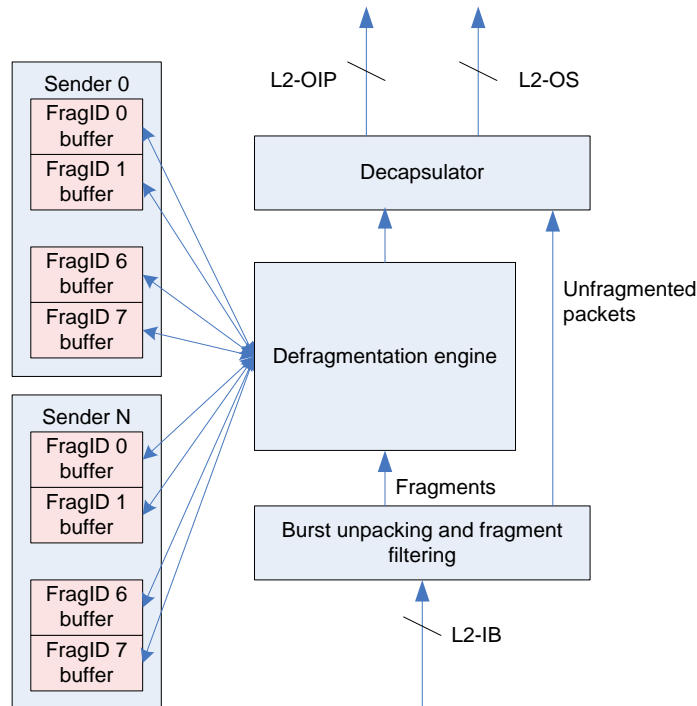 Sender 0
FragID 0
buffer
FragID 1
buffer
FragID 6
buffer
FragID 7
buffer
Sender N
FragID 0
buffer
FragID 1
buffer
FragID 6
buffer
FragID 7
buffer
L2-OIP
L2-OS
Decapsulator
Unfragmented
packets
Defragmentation engine
Fragments
Burst unpacking and fragment
filtering
L2-IB